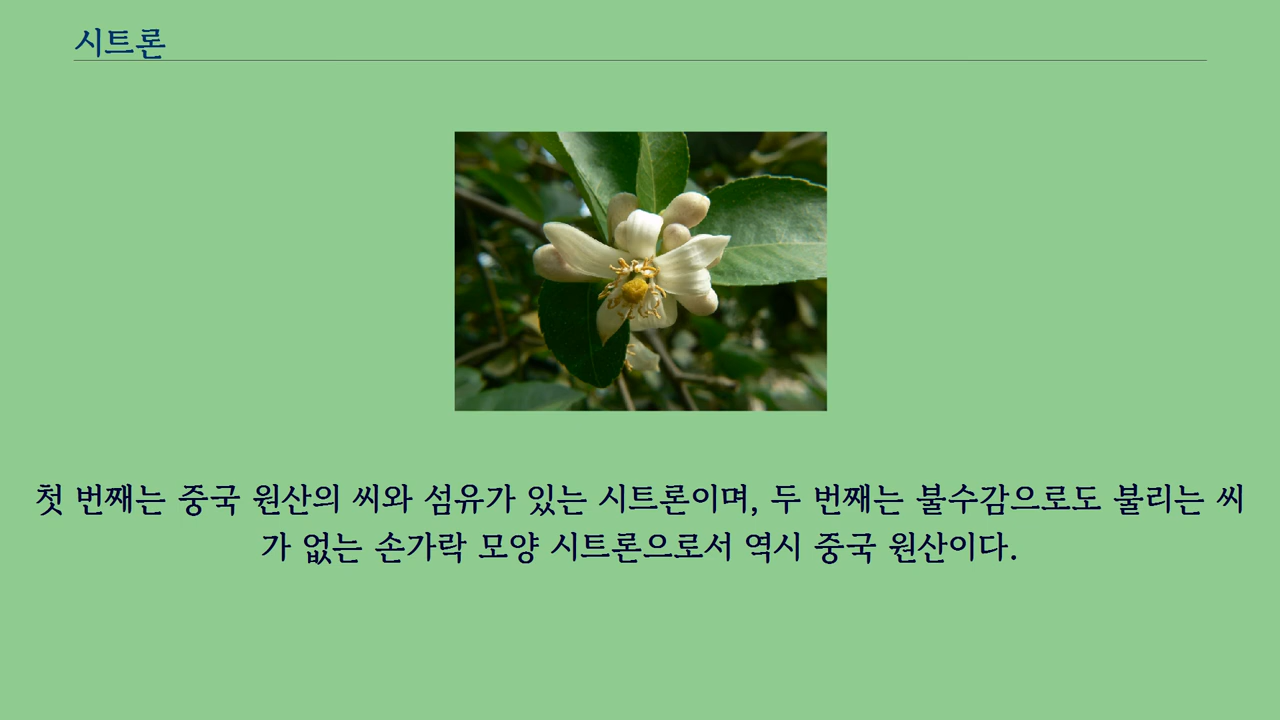 시트론
첫 번째는 중국 원산의 씨와 섬유가 있는 시트론이며, 두 번째는 불수감으로도 불리는 씨
가 없는 손가락 모양 시트론으로서 역시 중국 원산이다.